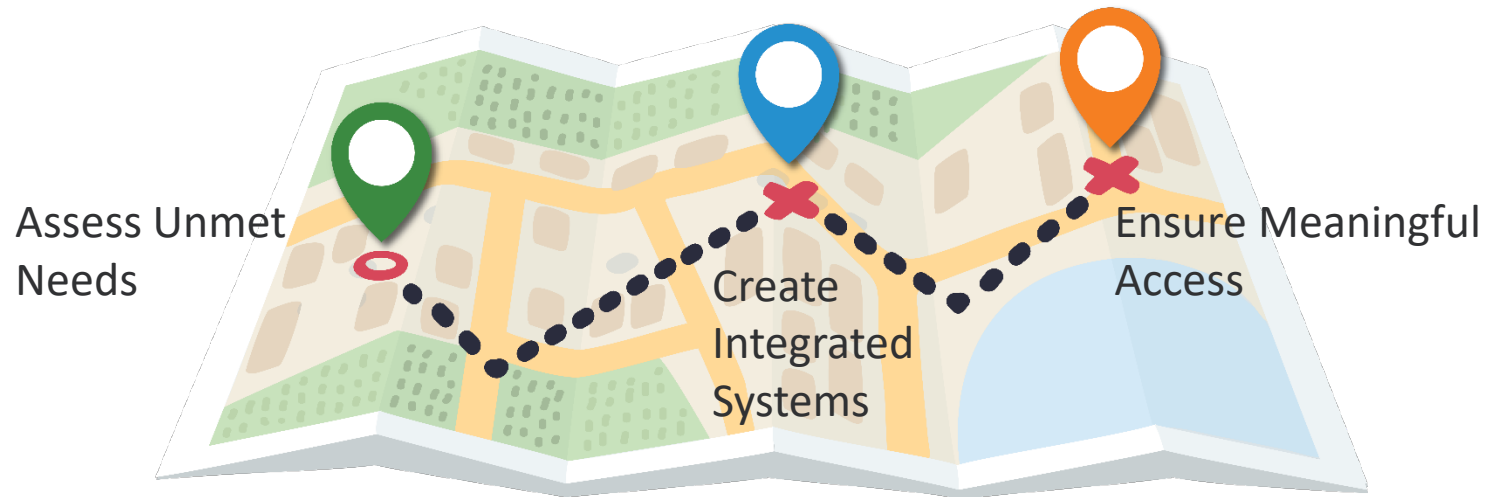 Assess Unmet
Needs
Create
Integrated
Systems
Ensure Meaningful
Access